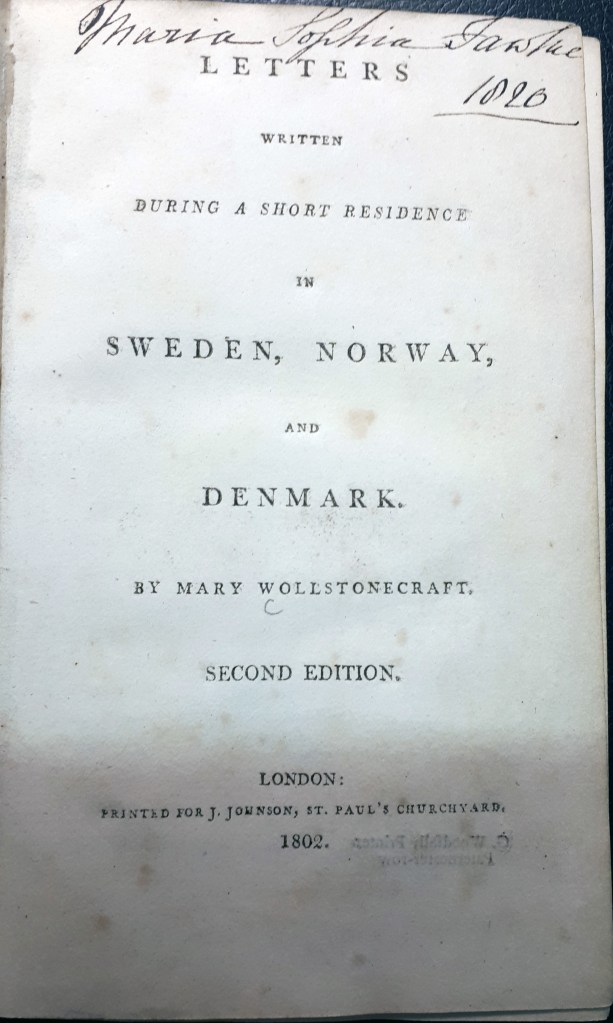 Maria Sophia
1820
LETTERS
WRITTEN
DURING A SHORT RESIDENCE
IN
SWEDEN, NORWAY,
AND
DENMARK.
BY MARY WOLLSTONECRAFT.
SECOND EDITION.
LONDON:
PRINTED FOR J. JOHNSON, ST. PAUL'S CHURCHYARD.
1802.